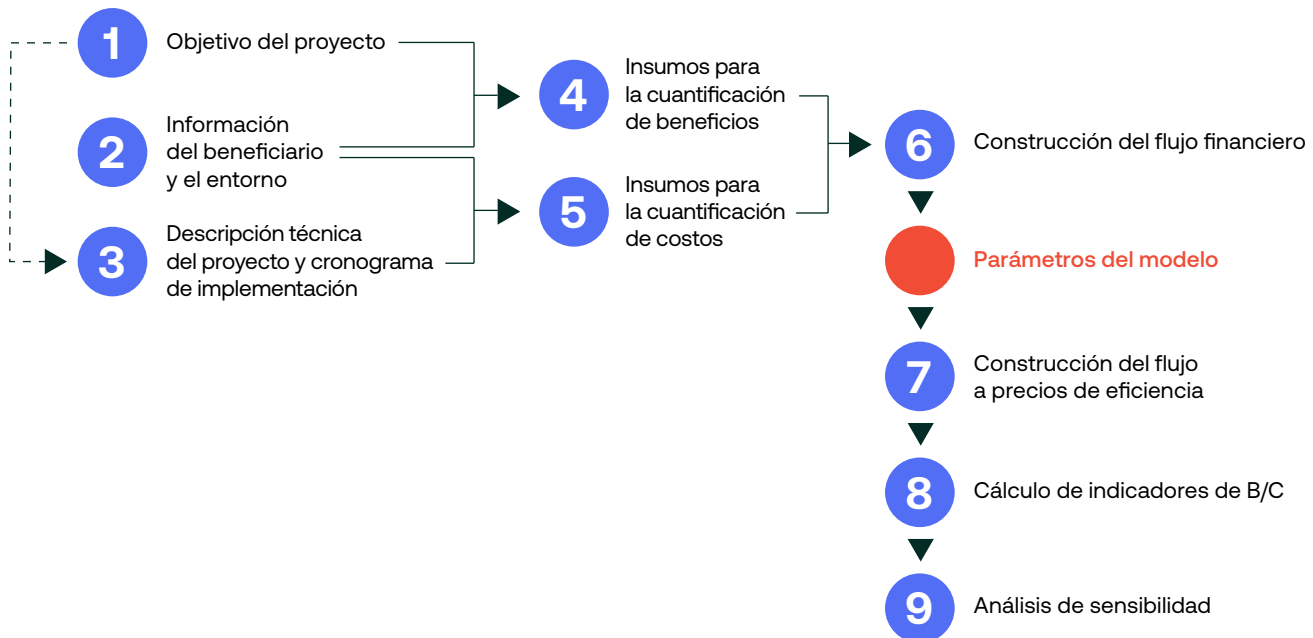 1
Objetivo del proyecto
2
Información
del beneficiario
y el entorno
3
Descripción técnica
del proyecto y cronograma
de implementación
4
Insumos para
la cuantificación
de beneficios
5
Insumos para
la cuantificación
de costos
6
Construcción del flujo financiero
Parámetros del modelo
7
Construcción del flujo
a precios de eficiencia
8
Cálculo de indicadores de B/C
9
Análisis de sensibilidad